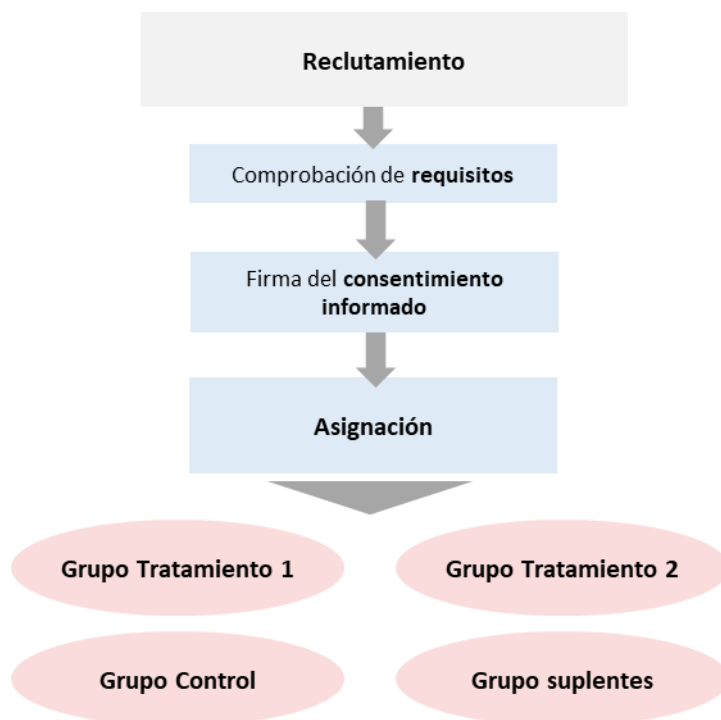 Reclutamiento
Comprobación de requisitos
Firma del consentimiento
informado
Asignación
Grupo Tratamiento 1
Grupo Tratamiento 2
Grupo Control
Grupo suplentes